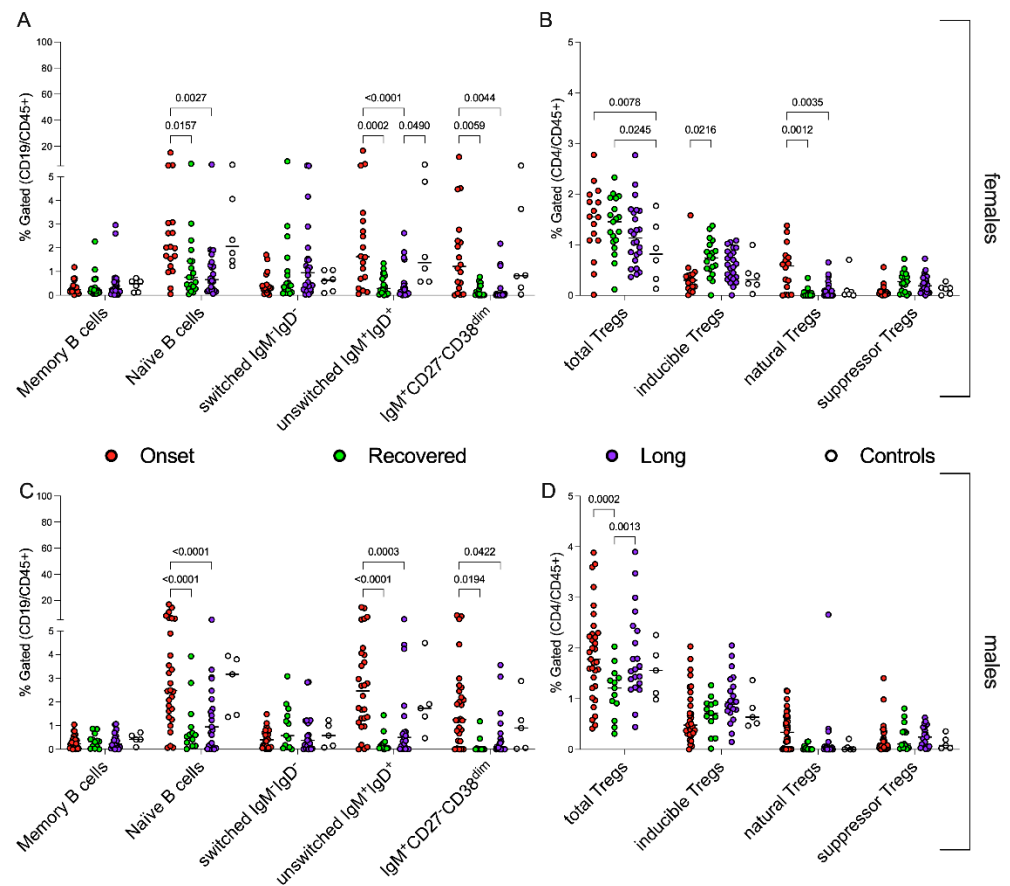 A
% Gated (CD19/CD45+)
100
80
60
40
20
5
4
3
2
1
0
0.0027
0.0157
<0.0001
0.0002
0.0490
0.0044
0.0059
Memory B cells
Naïve B cells
switched IgM⁻IgD⁻
unswitched IgM⁺IgD⁺
IgM⁺CD27⁻CD38ᵈⁱᵐ
B
% Gated (CD4/CD45+)
5
4
3
2
1
0
0.0078
0.0245
0.0216
0.0035
0.0012
total Tregs
inducible Tregs
natural Tregs
suppressor Tregs
females
Onset
Recovered
Long
Controls
C
% Gated (CD19/CD45+)
100
80
60
40
20
5
4
3
2
1
0
<0.0001
<0.0001
0.0003
<0.0001
0.0422
0.0194
Memory B cells
Naïve B cells
switched IgM⁻IgD⁻
unswitched IgM⁺IgD⁺
IgM⁺CD27⁻CD38ᵈⁱᵐ
D
% Gated (CD4/CD45+)
5
4
3
2
1
0
0.0002
0.0013
total Tregs
inducible Tregs
natural Tregs
suppressor Tregs
males